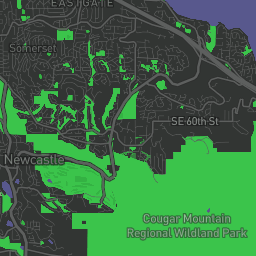 EASTGATE
Somerset
SE 60th St
Newcastle
Cougar Mountain
Regional Wildland Park